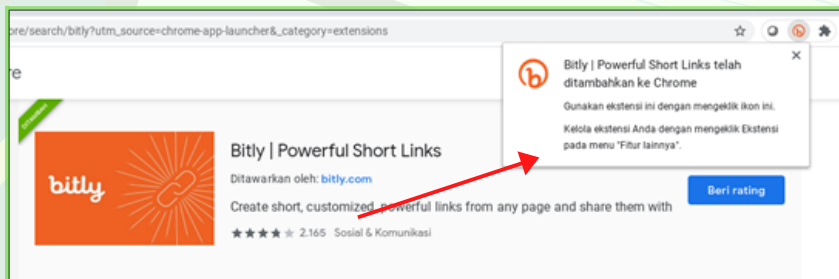 ore/search/bitly?utm_source=chrome-app-launcher&_category=extensions
re
Bitly | Powerful Short Links telah
ditambahkan ke Chrome
Gunakan ekstensi ini dengan mengeklik ikon ini.
Kelola ekstensi Anda dengan mengeklik Ekstensi
pada menu "Fitur lainnya".
DITAMBAH
bitly
Bitly | Powerful Short Links
Ditawarkan oleh: bitly.com
Create short, customized, powerful links from any page and share them with
2.165 Sosial & Komunikasi
Beri rating